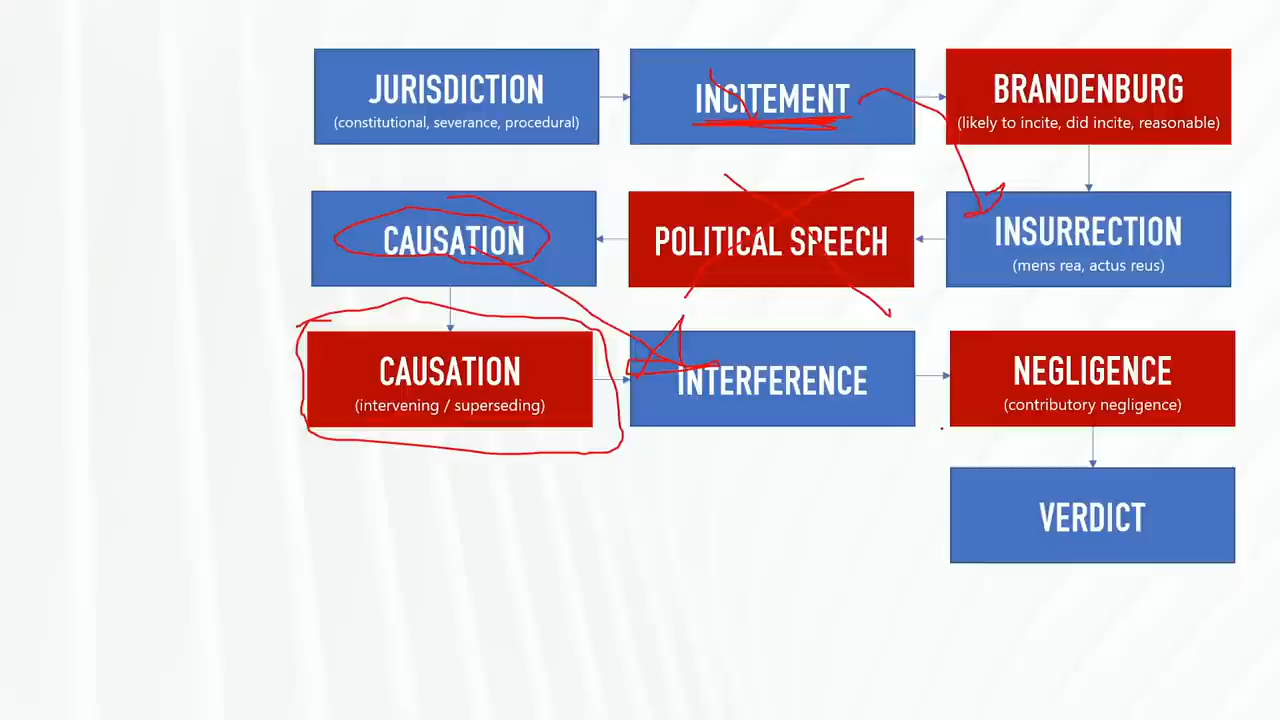 JURISDICTION
(constitutional, severance, procedural)
INCITEMENT
BRANDENBURG
(likely to incite, did incite, reasonable)
CAUSATION
POLITICAL SPEECH
INSURRECTION
(mens rea, actus reus)
CAUSATION
(intervening / superseding)
INTERFERENCE
NEGLIGENCE
(contributory negligence)
VERDICT